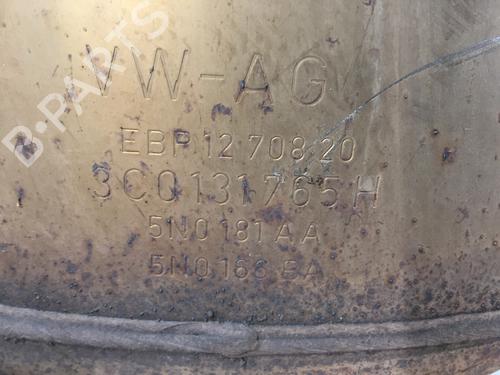 B-PARTS
VW-AG
EBP 12 708 20
3C0131765H
5N0181AA
5N0166BA